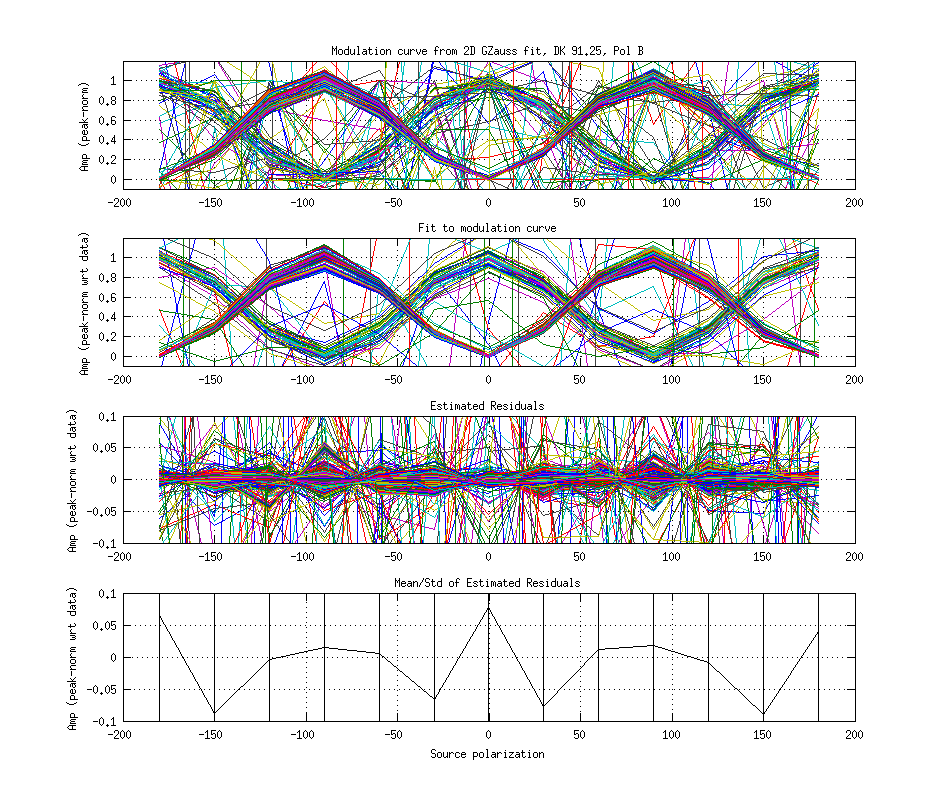 Modulation curve from 2D GZauss fit, DK 91.25, Pol B
Amp (peak-norm)
1
0.8
0.6
0.4
0.2
0
-200 -150 -100 -50 0 50 100 150 200
Fit to modulation curve
Amp (peak-norm wrt data)
1
0.8
0.6
0.4
0.2
0
-200 -150 -100 -50 0 50 100 150 200
Estimated Residuals
Amp (peak-norm wrt data)
0.1
0.05
0
-0.05
-0.1
-200 -150 -100 -50 0 50 100 150 200
Mean/Std of Estimated Residuals
Amp (peak-norm wrt data)
0.1
0.05
0
-0.05
-0.1
-200 -150 -100 -50 0 50 100 150 200
Source polarization